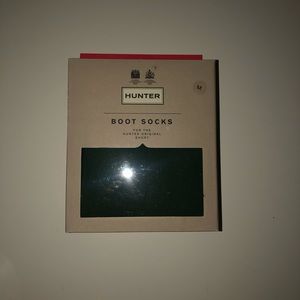 HUNTER
BOOT SOCKS
FOR THE
HUNTER ORIGINAL
SHORT